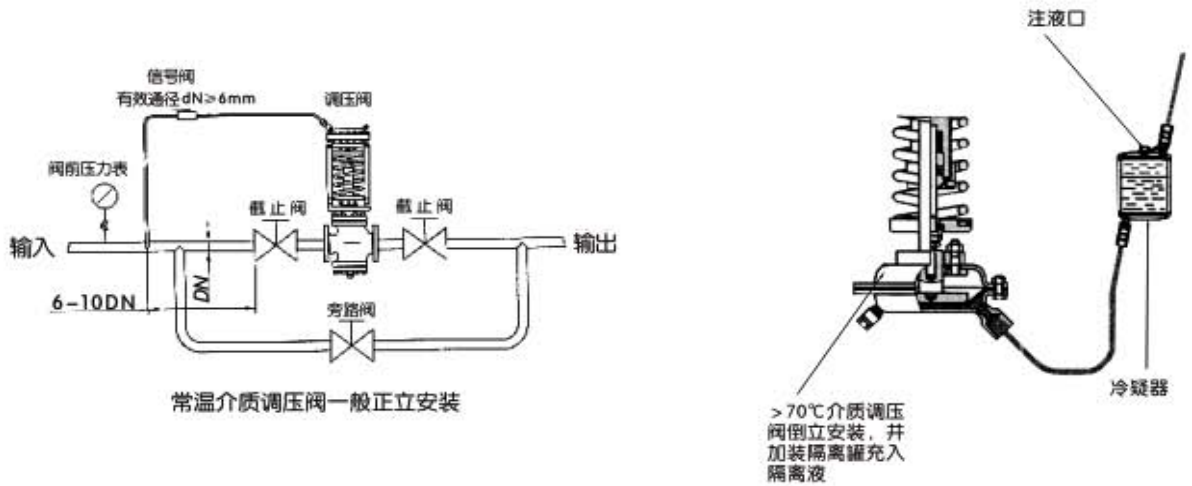 信号阀
有效通径dN≥6mm
调压阀
阀前压力表
截止阀
截止阀
输入
输出
6-10DN
DN
旁路阀
常温介质调压阀一般正立安装
注液口
冷疑器
>70℃介质调压
阀倒立安装，并
加装隔离罐充入
隔离液